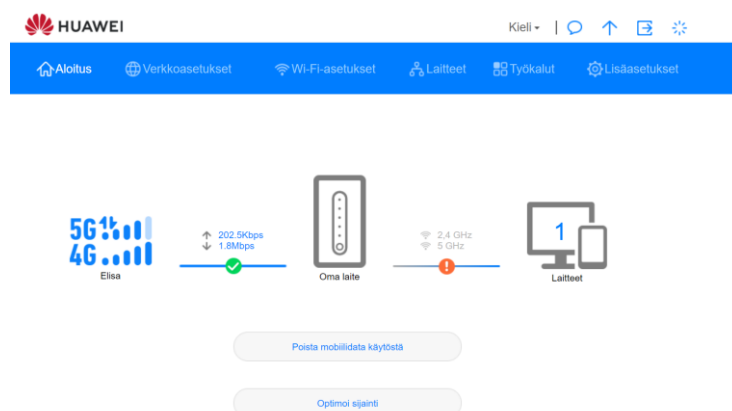 HUAWEI
Kieli
Aloitus Verkkoasetukset Wi-Fi-asetukset Laitteet Työkalut Lisäasetukset
5G
4G
Elisa
202.5Kbps
1.8Mbps
Oma laite
2,4 GHz
5 GHz
1
Laitteet
Poista mobiilidata käytöstä
Optimoi sijainti